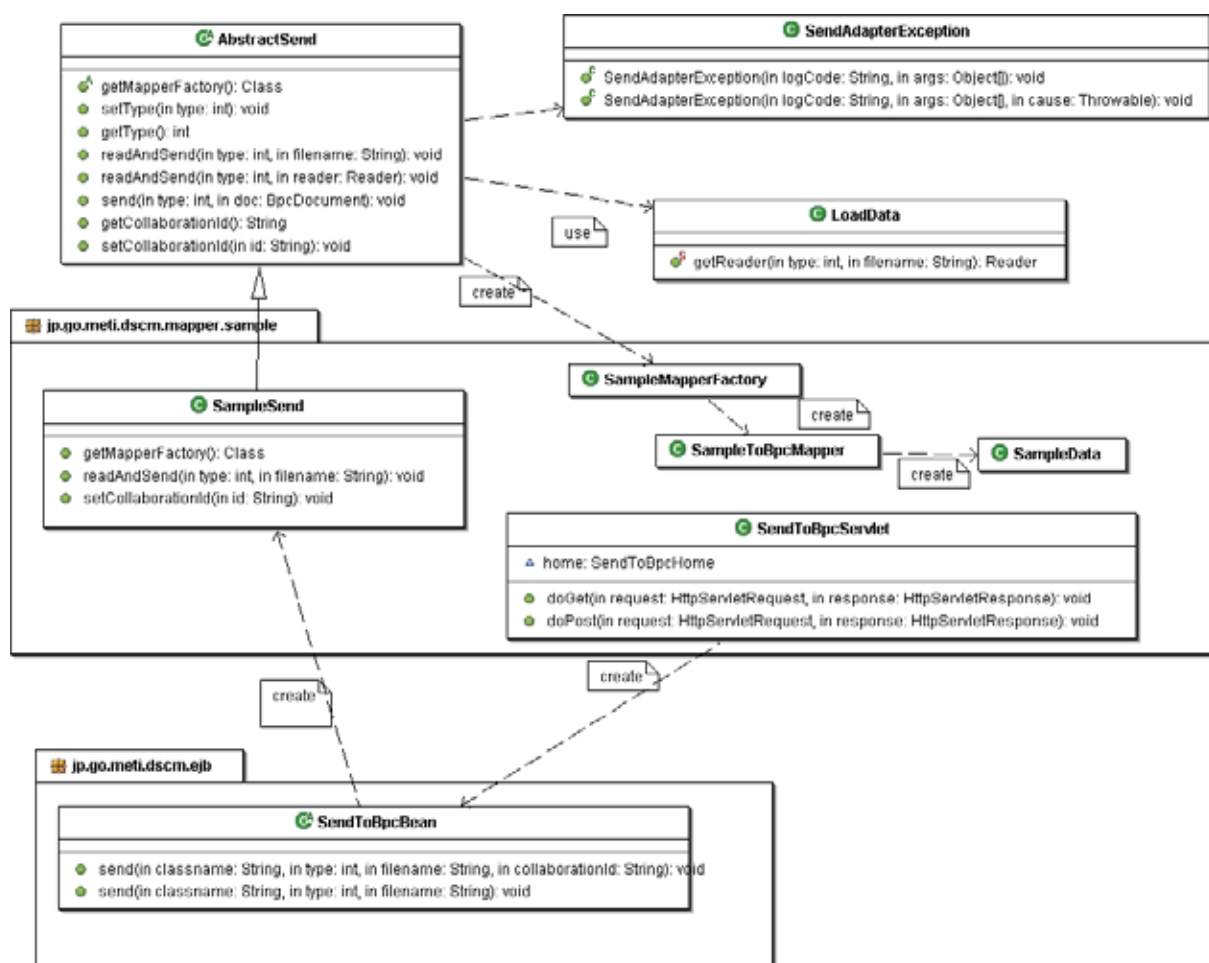 AbstractSend
getMapperFactory(): Class
setType(in type: int): void
getType(): int
readAndSend(in type: int, in filename: String): void
readAndSend(in type: int, in reader: Reader): void
send(in type: int, in doc: BpcDocument): void
getCollaborationId(): String
setCollaborationId(in id: String): void
SendAdapterException
SendAdapterException(in logCode: String, in args: Object[]): void
SendAdapterException(in logCode: String, in args: Object[], in cause: Throwable): void
LoadData
getReader(in type: int, in filename: String): Reader
use
create
jp.go.meti.dscm.mapper.sample
SampleSend
getMapperFactory(): Class
readAndSend(in type: int, in filename: String): void
setCollaborationId(in id: String): void
SampleMapperFactory
create
SampleToBpcMapper
create
SampleData
SendToBpcServlet
home: SendToBpcHome
doGet(in request: HttpServletRequest, in response: HttpServletResponse): void
doPost(in request: HttpServletRequest, in response: HttpServletResponse): void
create
create
jp.go.meti.dscm.ejb
SendToBpcBean
send(in classname: String, in type: int, in filename: String, in collaborationId: String): void
send(in classname: String, in type: int, in filename: String): void